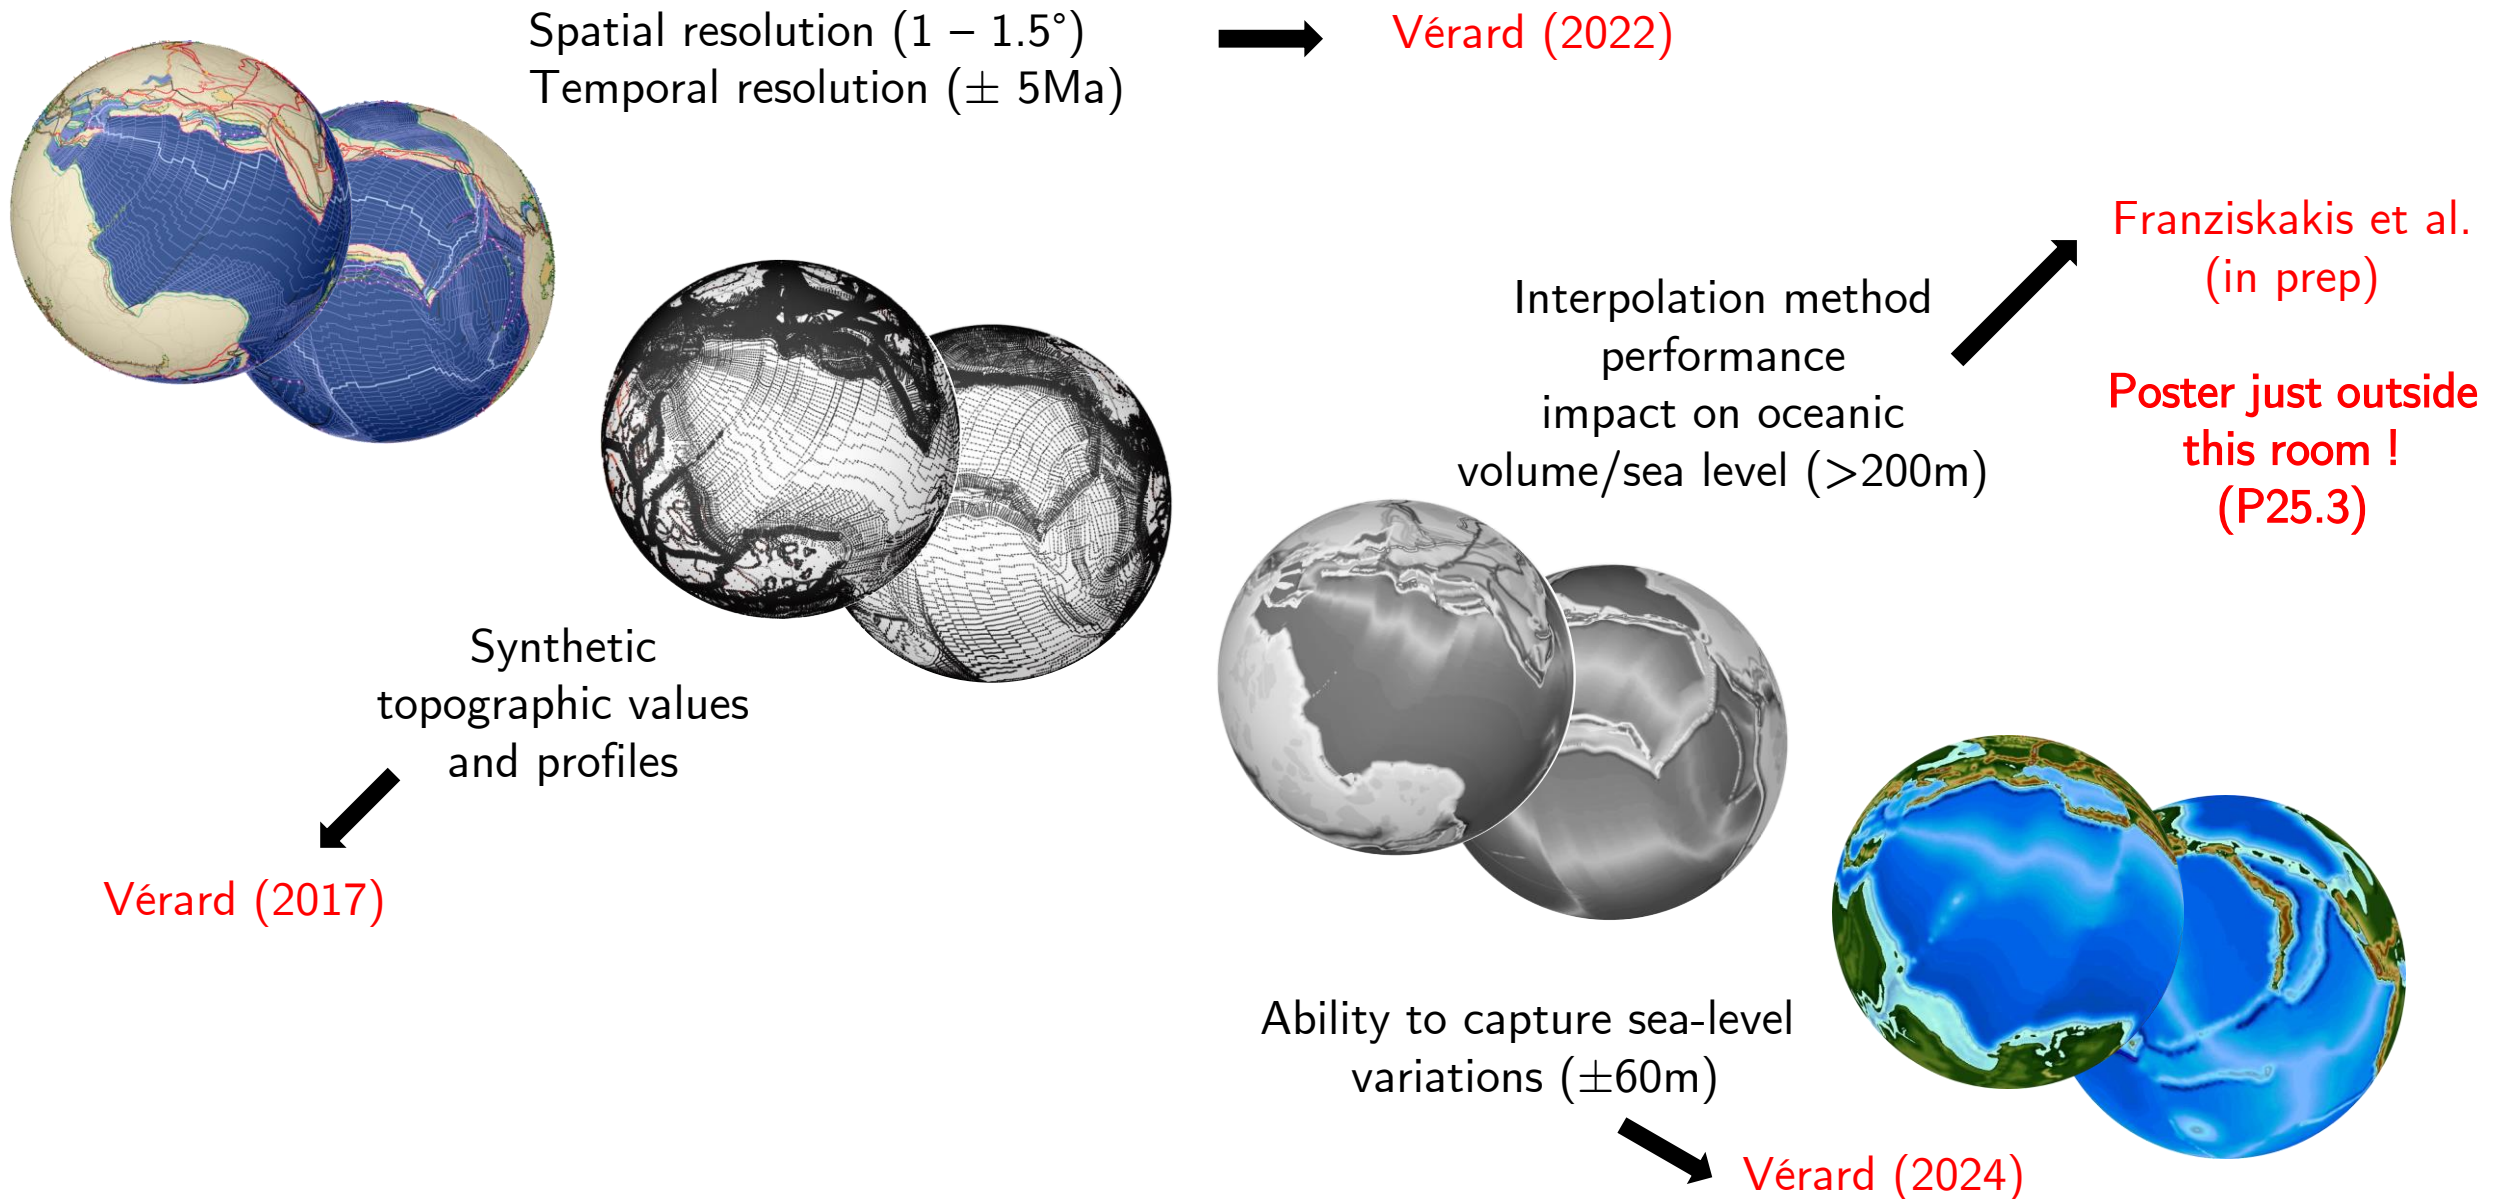 Spatial resolution (1 – 1.5°)
Temporal resolution (± 5Ma)
Vérard (2022)
Franziskakis et al.
(in prep)
Interpolation method
performance
impact on oceanic
volume/sea level (>200m)
Poster just outside
this room !
(P25.3)
Synthetic
topographic values
and profiles
Vérard (2017)
Ability to capture sea-level
variations (±60m)
Vérard (2024)